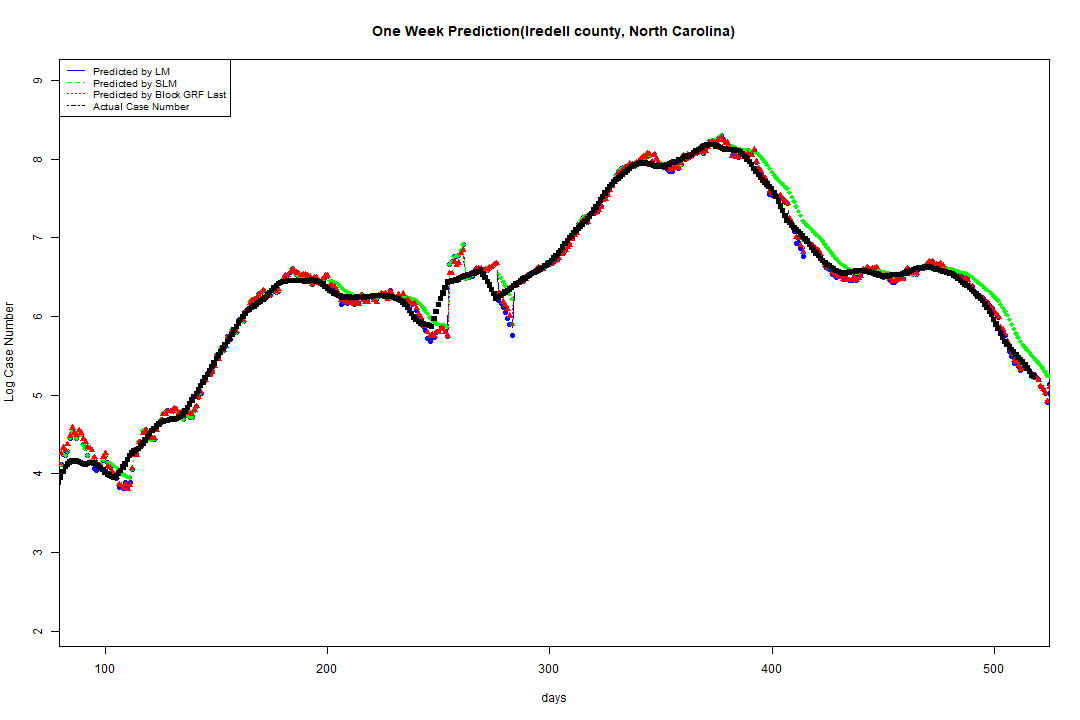 One Week Prediction(Iredell county, North Carolina)
Predicted by LM
Predicted by SLM
Predicted by Block GRF Last
Actual Case Number
Log Case Number
9
8
7
6
5
4
3
2
100 200 300 400 500
days